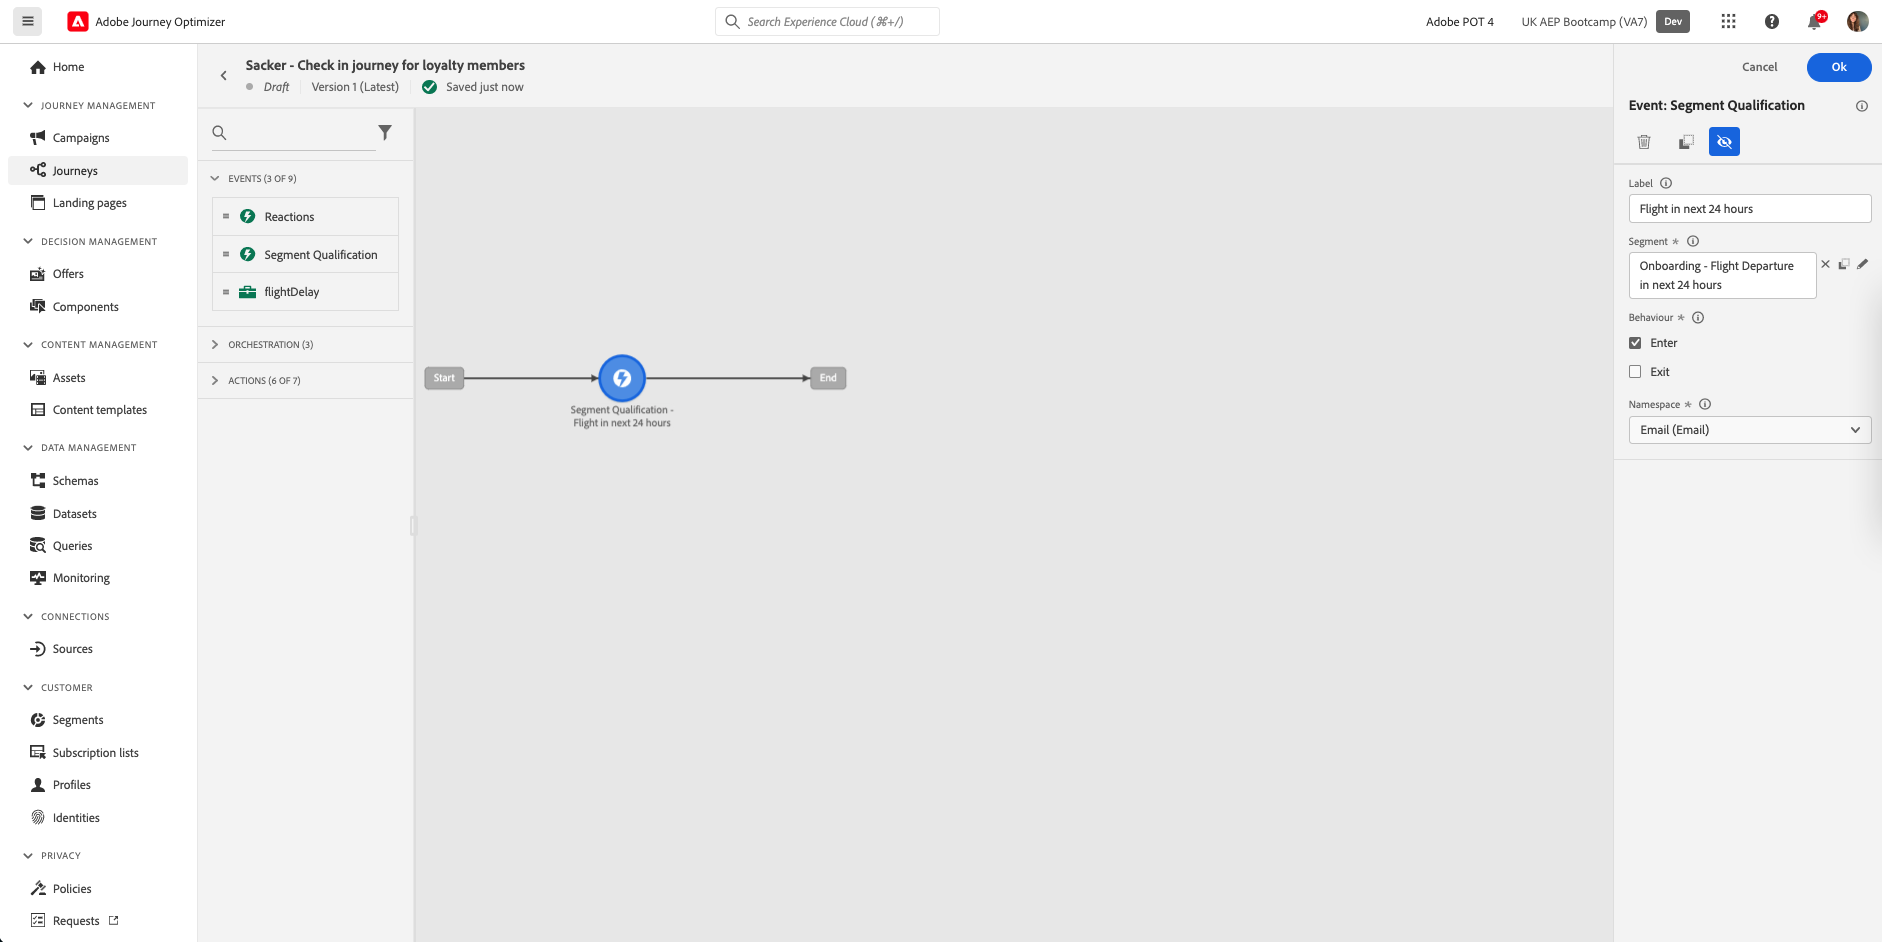 Adobe Journey Optimizer
Search Experience Cloud (⌘+/)
Adobe POT 4
UK AEP Bootcamp (VA7)
Dev
9+
Home
JOURNEY MANAGEMENT
Campaigns
Journeys
Landing pages
DECISION MANAGEMENT
Offers
Components
CONTENT MANAGEMENT
Assets
Content templates
DATA MANAGEMENT
Schemas
Datasets
Queries
Monitoring
CONNECTIONS
Sources
CUSTOMER
Segments
Subscription lists
Profiles
Identities
PRIVACY
Policies
Requests
Sacker - Check in journey for loyalty members
Draft
Version 1 (Latest)
Saved just now
EVENTS (3 OF 9)
Reactions
Segment Qualification
flightDelay
ORCHESTRATION (3)
ACTIONS (6 OF 7)
Start
Segment Qualification -
Flight in next 24 hours
End
Cancel
Ok
Event: Segment Qualification
Label
Flight in next 24 hours
Segment *
Onboarding - Flight Departure
in next 24 hours
Behaviour *
Enter
Exit
Namespace *
Email (Email)